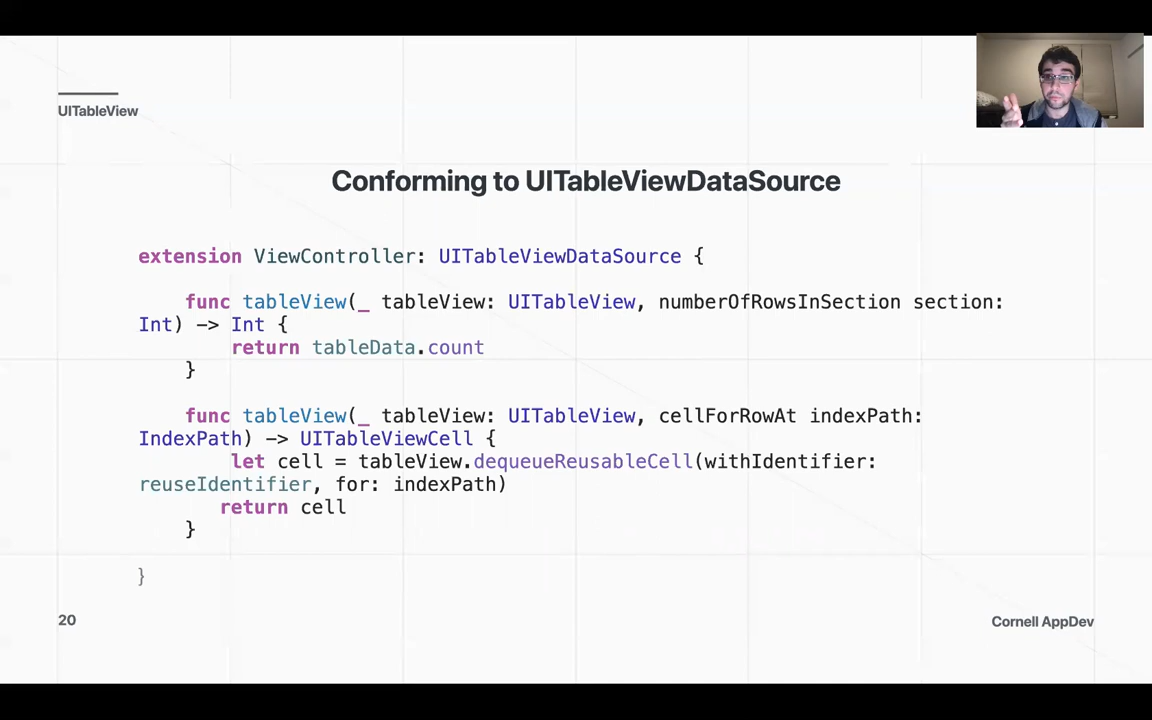 UITableView
Conforming to UITableViewDataSource
extension ViewController: UITableViewDataSource {
func tableView(_ tableView: UITableView, numberOfRowsInSection section:
Int) -> Int {
return tableData.count
}
func tableView(_ tableView: UITableView, cellForRowAt indexPath:
IndexPath) -> UITableViewCell {
let cell = tableView.dequeueReusableCell(withIdentifier:
reuseIdentifier, for: indexPath)
return cell
}
}
20
Cornell AppDev